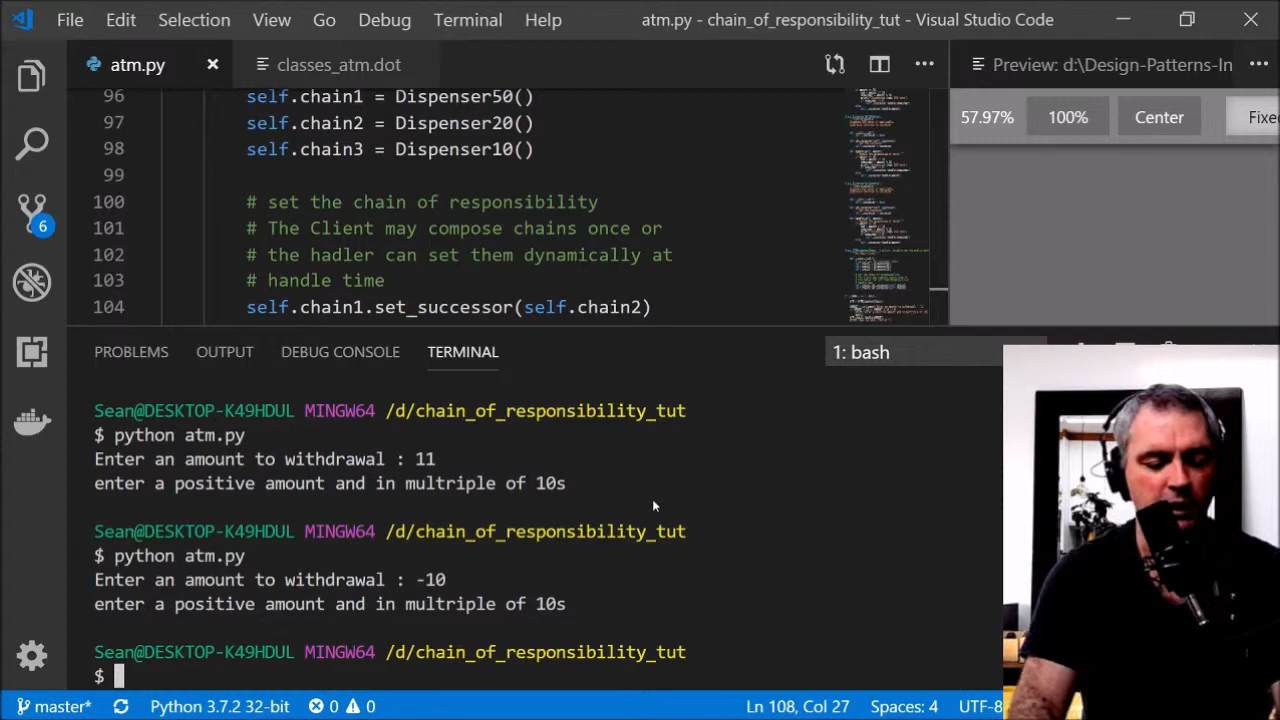 File Edit Selection View Go Debug Terminal Help atm.py - chain_of_responsibility_tut - Visual Studio Code
atm.py classes_atm.dot Preview: d:\Design-Patterns-In
57.97% 100% Center Fixe
96 self.chain1 = Dispenser50()
97 self.chain2 = Dispenser20()
98 self.chain3 = Dispenser10()
99
100 # set the chain of responsibility
101 # The Client may compose chains once or
102 # the hadler can set them dynamically at
103 # handle time
104 self.chain1.set_successor(self.chain2)
6
PROBLEMS OUTPUT DEBUG CONSOLE TERMINAL 1: bash
Sean@DESKTOP-K49HDUL MINGW64 /d/chain_of_responsibility_tut
$ python atm.py
Enter an amount to withdrawal : 11
enter a positive amount and in multriple of 10s
Sean@DESKTOP-K49HDUL MINGW64 /d/chain_of_responsibility_tut
$ python atm.py
Enter an amount to withdrawal : -10
enter a positive amount and in multriple of 10s
Sean@DESKTOP-K49HDUL MINGW64 /d/chain_of_responsibility_tut
$
master* Python 3.7.2 32-bit 0 0 Ln 108, Col 27 Spaces: 4 UTF-8